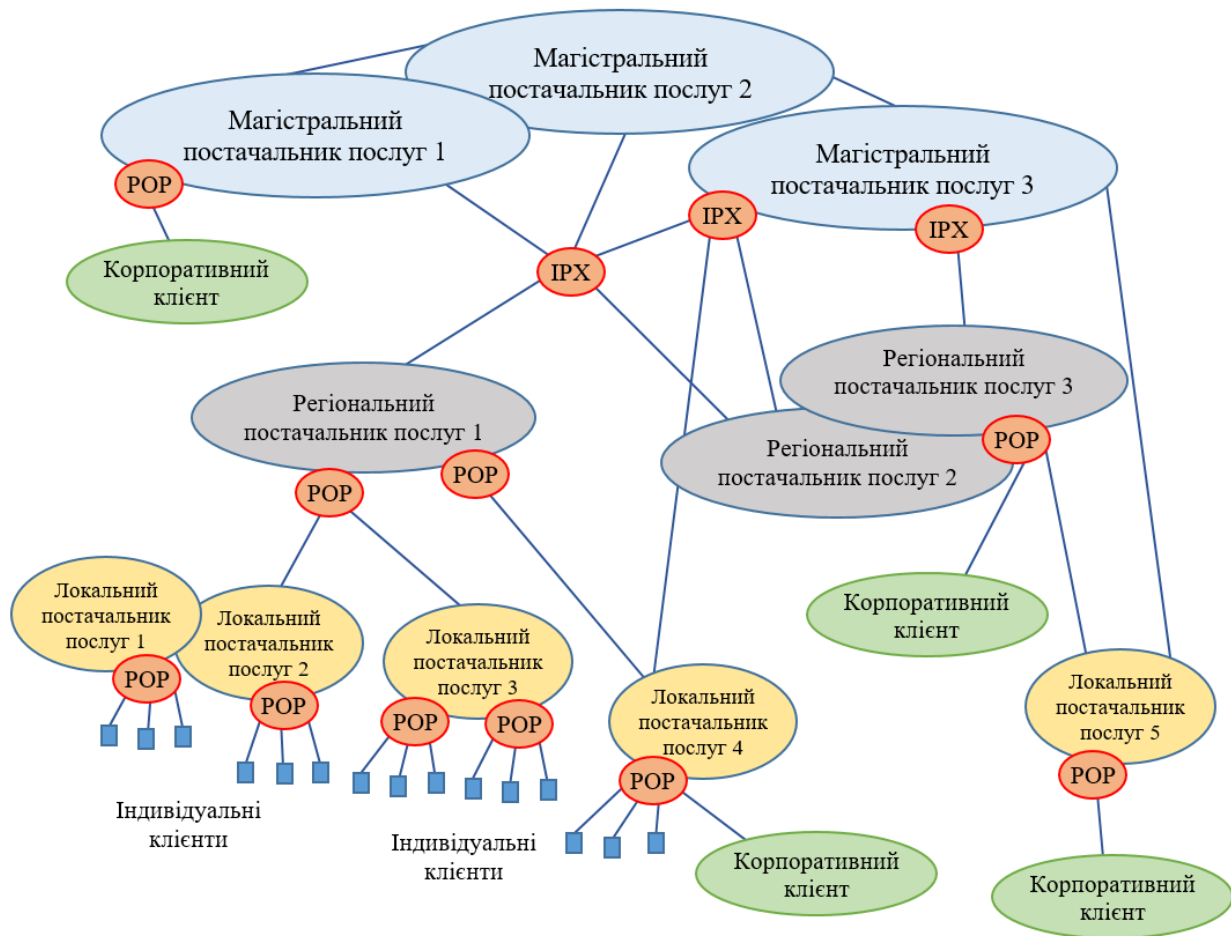 Магістральний
постачальник послуг 2
Магістральний
постачальник послуг 1
Магістральний
постачальник послуг 3
POP
IPX
IPX
IPX
Корпоративний
клієнт
Регіональний
постачальник послуг 3
Регіональний
постачальник послуг 1
POP
Регіональний
постачальник послуг 2
POP
POP
Локальний
постачальник
послуг 1
Локальний
постачальник
послуг 2
Локальний
постачальник
послуг 3
Корпоративний
клієнт
POP
POP
POP
POP
Локальний
постачальник
послуг 4
Локальний
постачальник
послуг 5
POP
POP
Індивідуальні
клієнти
Індивідуальні
клієнти
Корпоративний
клієнт
Корпоративний
клієнт